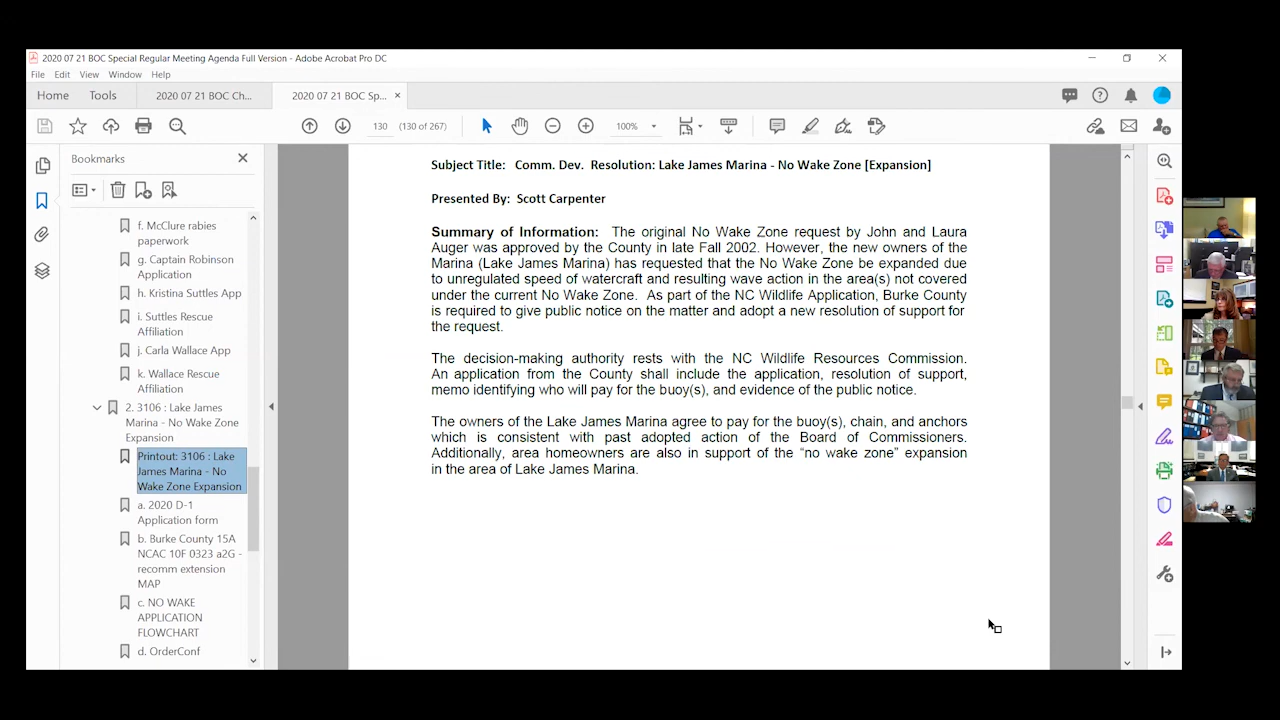 2020 07 21 BOC Special Regular Meeting Agenda Full Version - Adobe Acrobat Pro DC
File Edit View Window Help
Home Tools 2020 07 21 BOC Ch... 2020 07 21 BOC Sp... ×
130 (130 of 267) 100%
Bookmarks
f. McClure rabies
paperwork
g. Captain Robinson
Application
h. Kristina Suttles App
i. Suttles Rescue
Affiliation
j. Carla Wallace App
k. Wallace Rescue
Affiliation
2. 3106 : Lake James
Marina - No Wake Zone
Expansion
Printout: 3106 : Lake
James Marina - No
Wake Zone Expansion
a. 2020 D-1
Application form
b. Burke County 15A
NCAC 10F 0323 a2G -
recomm extension
MAP
c. NO WAKE
APPLICATION
FLOWCHART
d. OrderConf
Subject Title: Comm. Dev. Resolution: Lake James Marina - No Wake Zone [Expansion]
Presented By: Scott Carpenter
Summary of Information: The original No Wake Zone request by John and Laura
Auger was approved by the County in late Fall 2002. However, the new owners of the
Marina (Lake James Marina) has requested that the No Wake Zone be expanded due
to unregulated speed of watercraft and resulting wave action in the area(s) not covered
under the current No Wake Zone. As part of the NC Wildlife Application, Burke County
is required to give public notice on the matter and adopt a new resolution of support for
the request.
The decision-making authority rests with the NC Wildlife Resources Commission.
An application from the County shall include the application, resolution of support,
memo identifying who will pay for the buoy(s), and evidence of the public notice.
The owners of the Lake James Marina agree to pay for the buoy(s), chain, and anchors
which is consistent with past adopted action of the Board of Commissioners.
Additionally, area homeowners are also in support of the “no wake zone” expansion
in the area of Lake James Marina.